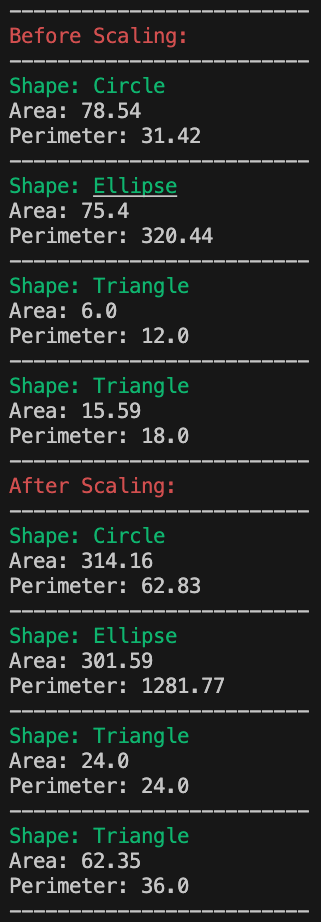 -------------------------
Before Scaling:
-------------------------
Shape: Circle
Area: 78.54
Perimeter: 31.42
-------------------------
Shape: Ellipse
Area: 75.4
Perimeter: 320.44
-------------------------
Shape: Triangle
Area: 6.0
Perimeter: 12.0
-------------------------
Shape: Triangle
Area: 15.59
Perimeter: 18.0
-------------------------
After Scaling:
-------------------------
Shape: Circle
Area: 314.16
Perimeter: 62.83
-------------------------
Shape: Ellipse
Area: 301.59
Perimeter: 1281.77
-------------------------
Shape: Triangle
Area: 24.0
Perimeter: 24.0
-------------------------
Shape: Triangle
Area: 62.35
Perimeter: 36.0
-------------------------